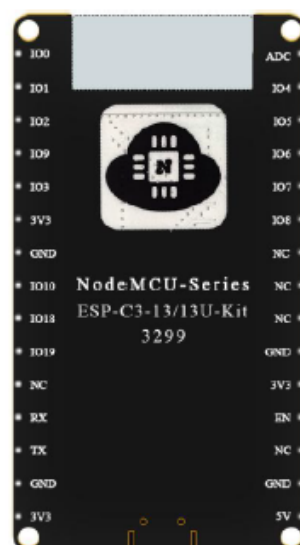 IO0 ADC
IO1 IO4
IO2 IO5
IO9 IO6
IO3 IO7
3V3 IO8
GND NC
IO10 NC
NodeMCU-Series
ESP-C3-13/13U-Kit
IO18 NC
3299
IO19 GND
NC 3V3
RX EN
TX NC
GND GND
3V3 5V
N